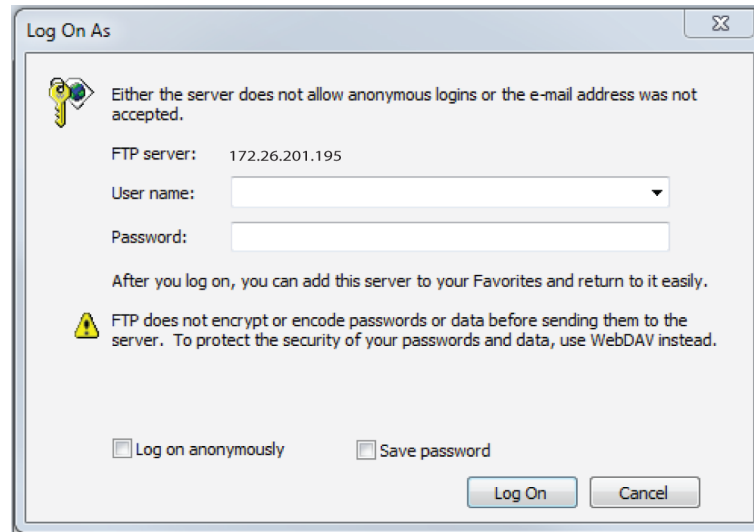 Log On As
Either the server does not allow anonymous logins or the e-mail address was not
accepted.
FTP server: 172.26.201.195
User name:
Password:
After you log on, you can add this server to your Favorites and return to it easily.
FTP does not encrypt or encode passwords or data before sending them to the
server. To protect the security of your passwords and data, use WebDAV instead.
Log on anonymously Save password
Log On Cancel